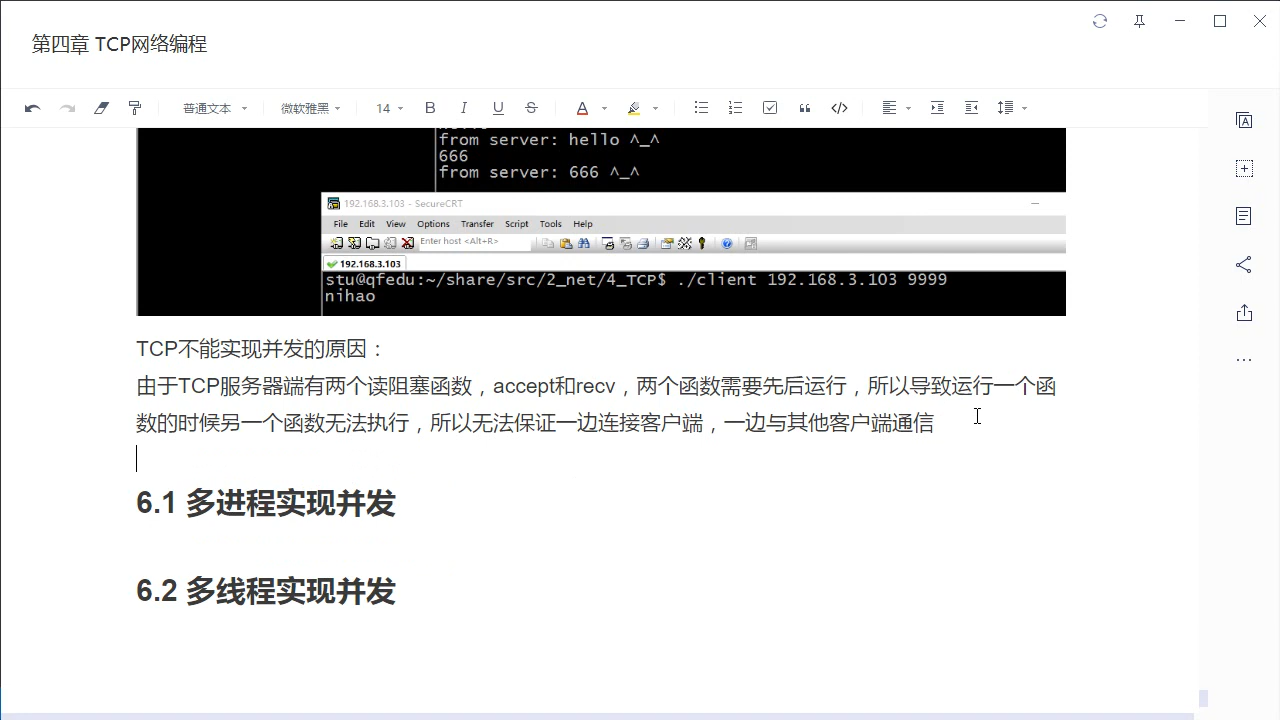 第四章 TCP网络编程
普通文本
微软雅黑
14
B
I
U
S
A
from server: hello ^_^
666
from server: 666 ^_^
192.168.3.103 - SecureCRT
File Edit View Options Transfer Script Tools Help
Enter host <Alt+R>
192.168.3.103
stu@qfedu:~/share/src/2_net/4_TCP$ ./client 192.168.3.103 9999
nihao
TCP不能实现并发的原因：
由于TCP服务器端有两个读阻塞函数，accept和recv，两个函数需要先后运行，所以导致运行一个函
数的时候另一个函数无法执行，所以无法保证一边连接客户端，一边与其他客户端通信
6.1 多进程实现并发
6.2 多线程实现并发